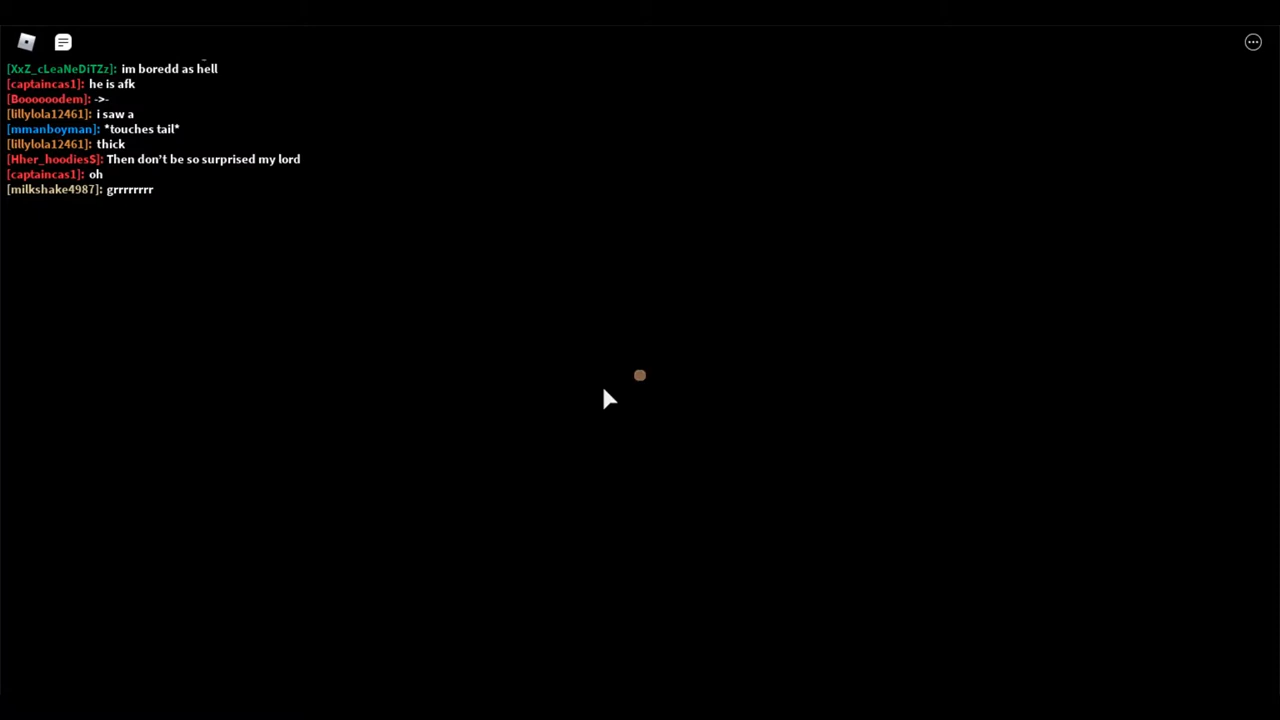 [XxZ_cLeaNeDiTZz]: im boredd as hell
[captaincas1]: he is afk
[Boooooodem]: ->-
[lillylola12461]: i saw a
[mmanboyman]: *touches tail*
[lillylola12461]: thick
[Hher_hoodies$]: Then don't be so surprised my lord
[captaincas1]: oh
[milkshake4987]: grrrrrrrr